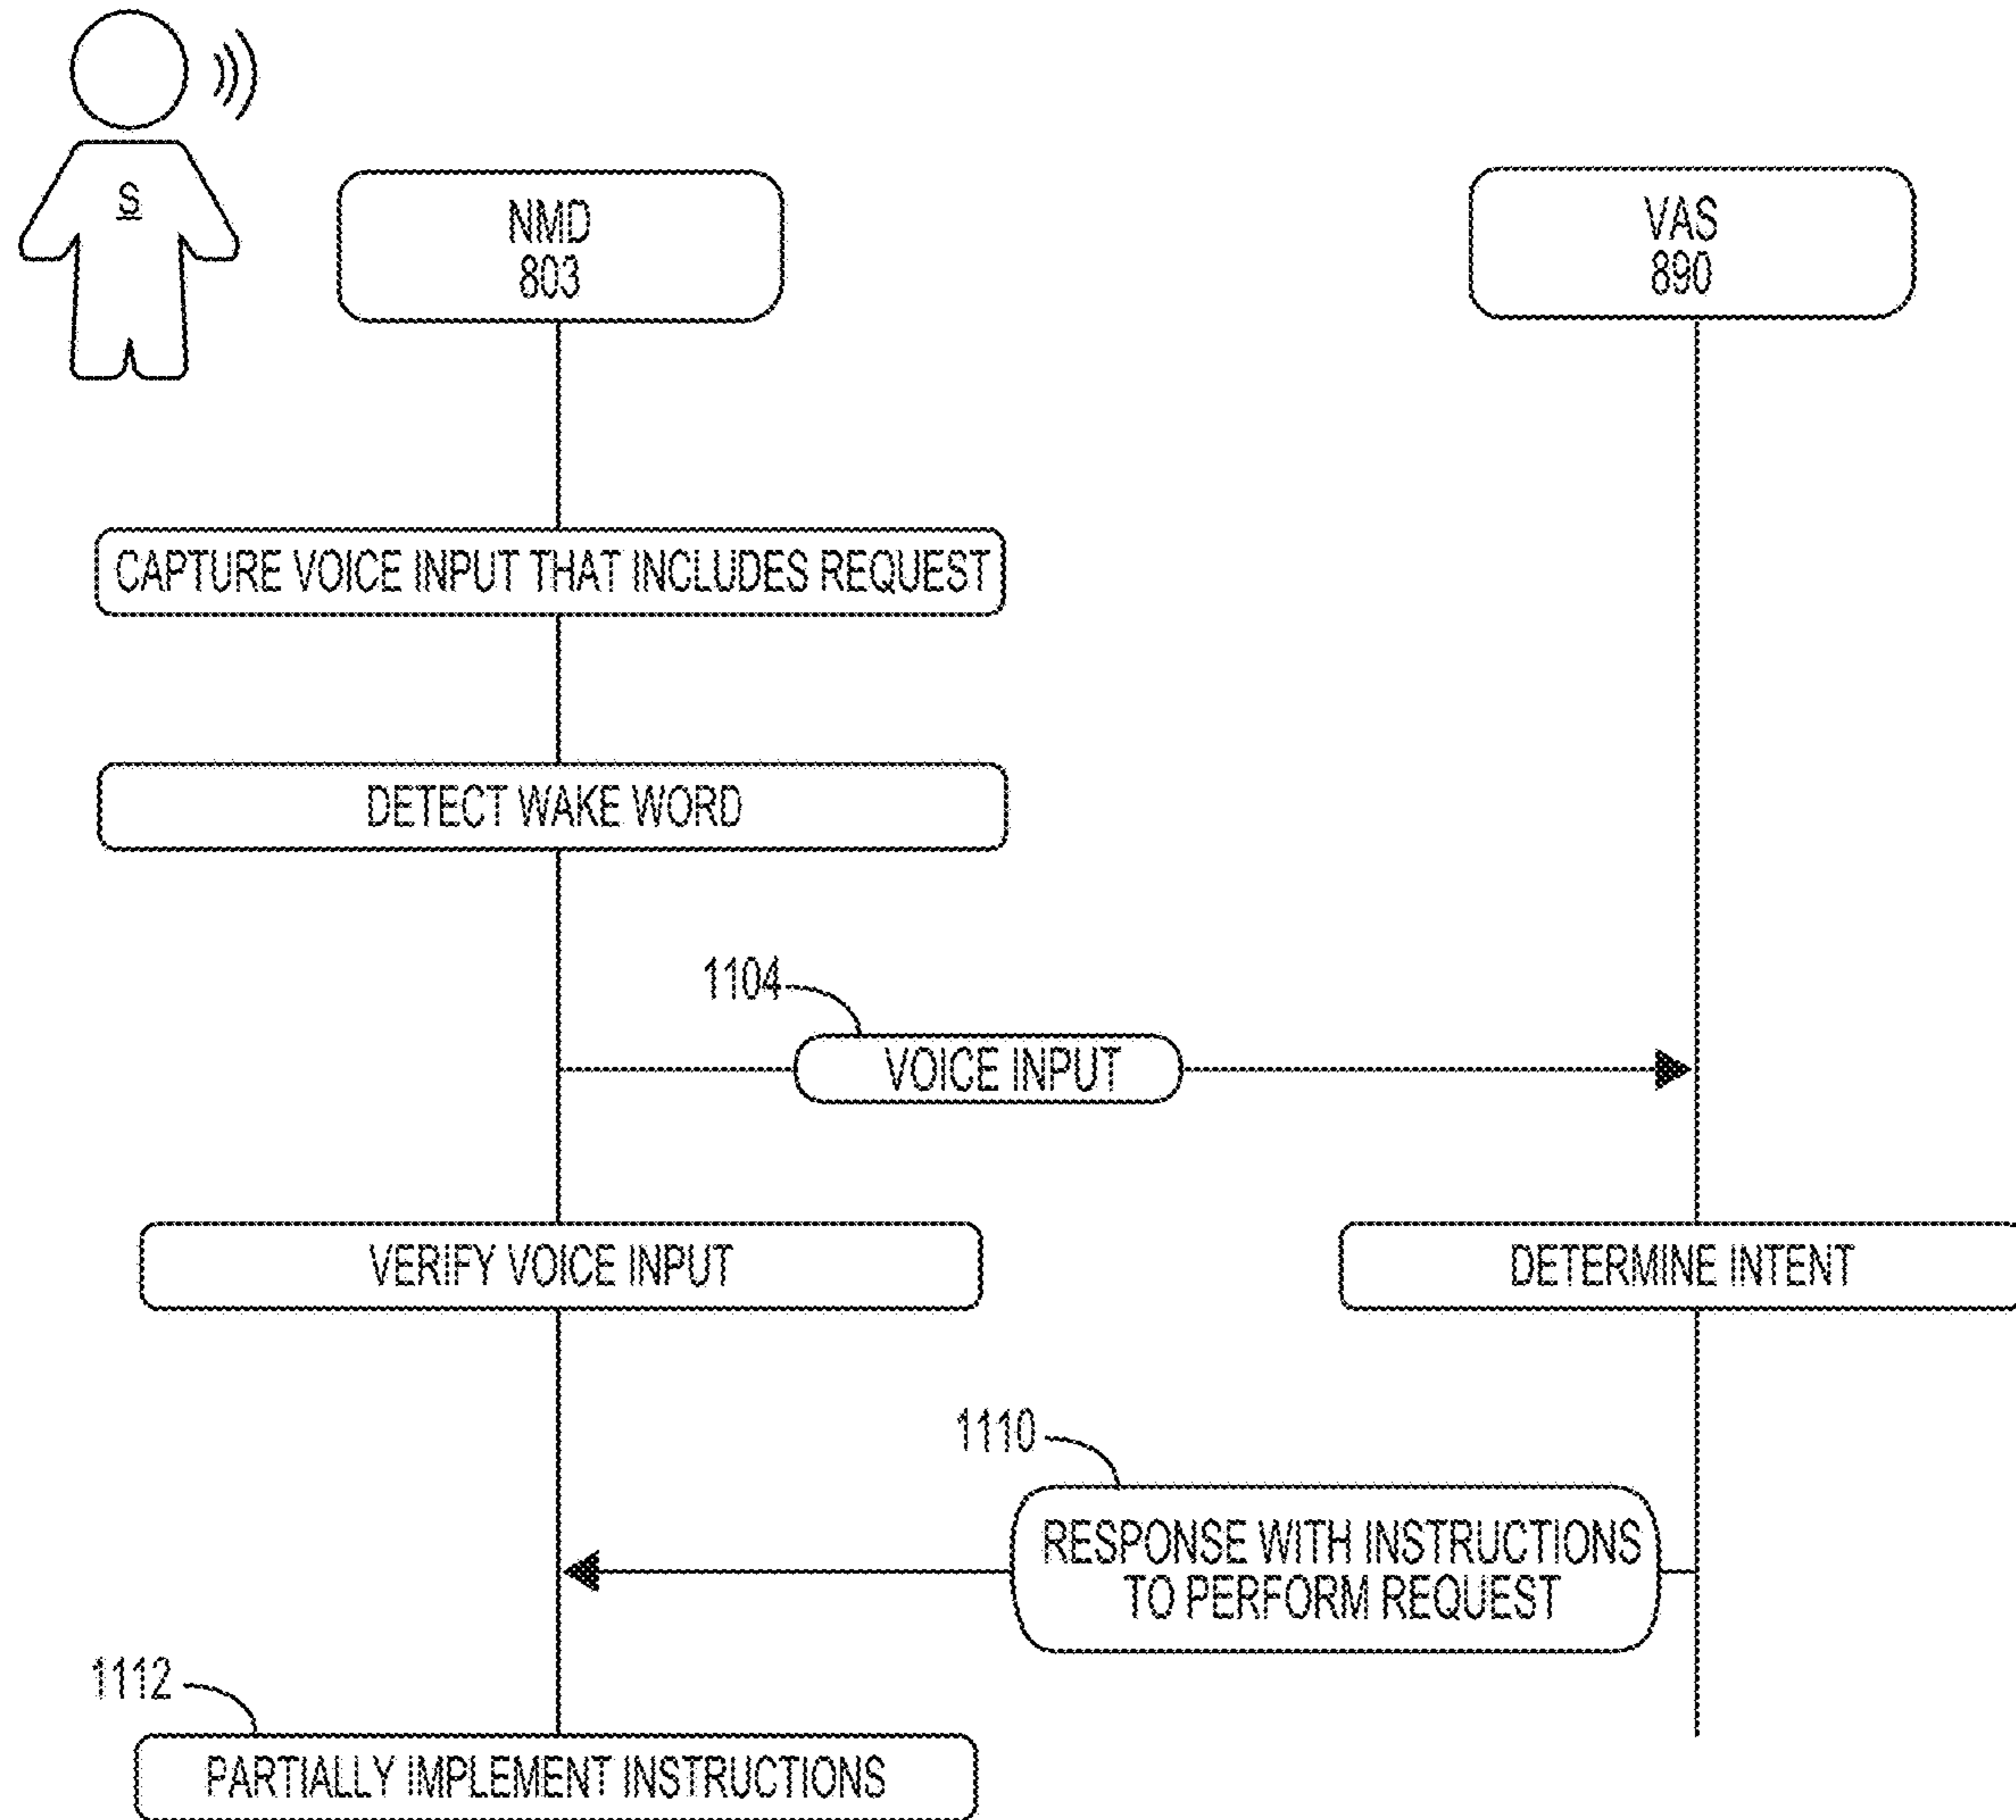 S
NMD
803
VAS
890
CAPTURE VOICE INPUT THAT INCLUDES REQUEST
DETECT WAKE WORD
1104
VOICE INPUT
VERIFY VOICE INPUT
DETERMINE INTENT
1110
RESPONSE WITH INSTRUCTIONS
TO PERFORM REQUEST
1112
PARTIALLY IMPLEMENT INSTRUCTIONS